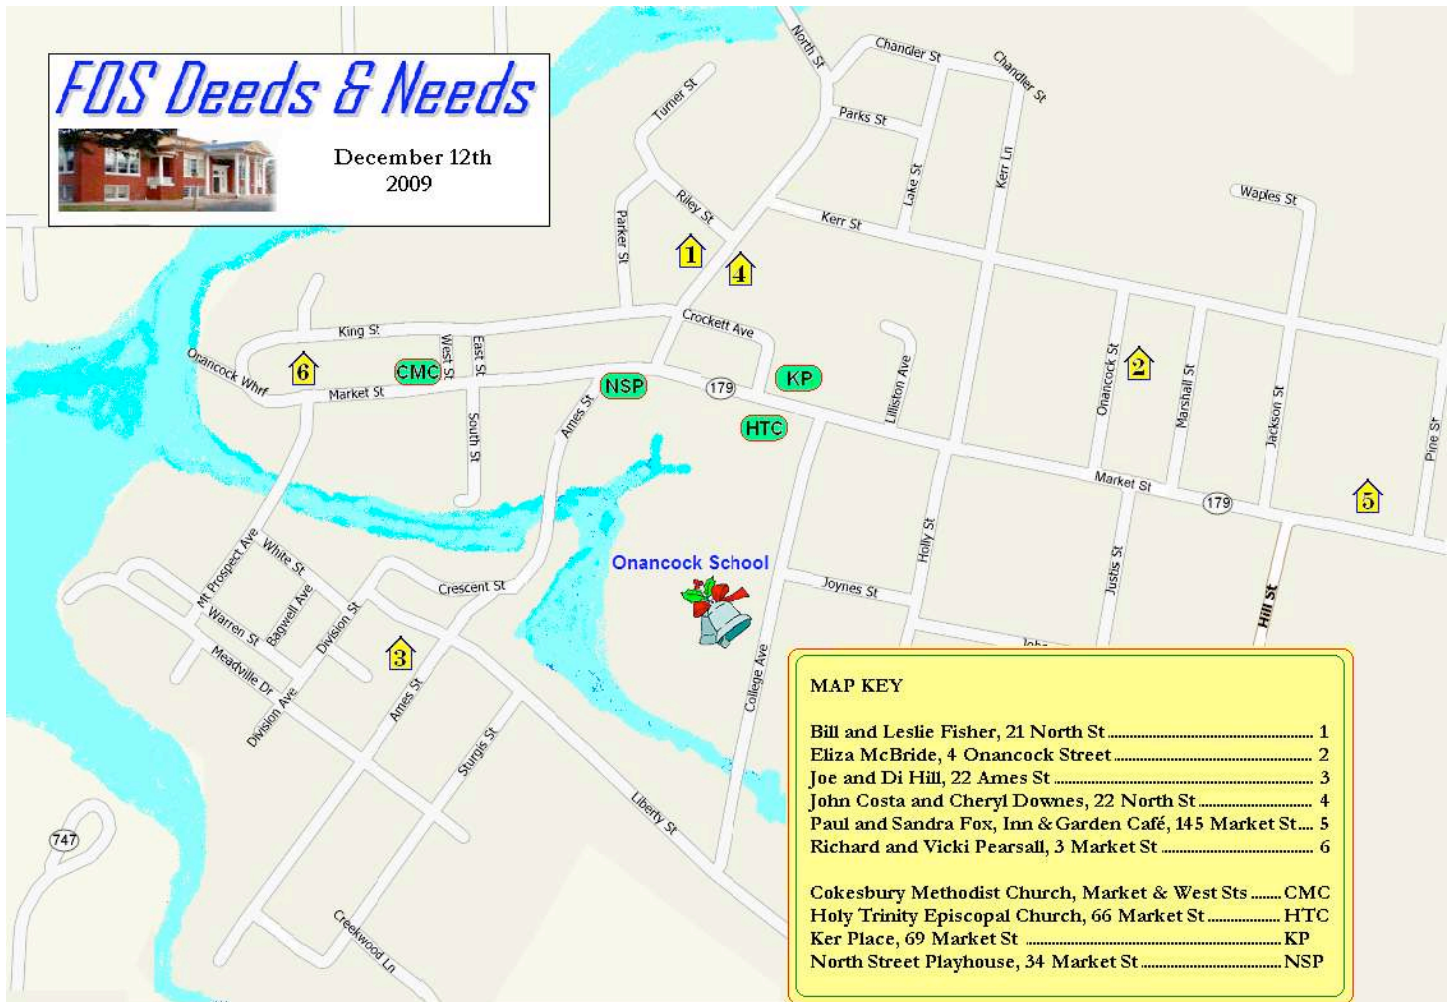 FOS Deeds & Needs
December 12th
2009
North St
Chandler St
Chandler St
Turner St
Parks St
Lake St
Kerr Ln
Waples St
Riley St
Parker St
Kerr St
1
4
Crockett Ave
King St
West St
East St
Onancock Whrf
6
CMC
Market St
NSP
179
KP
HTC
Lilliston Ave
Onancock St
2
Marshall St
Jackson St
Pine St
Ames St
South St
Market St
179
5
Mt Prospect Ave
White St
Onancock School
Holly St
Justis St
Hill St
Crescent St
Joynes St
Bagwell Ave
Warren St
Division St
3
Meadville Dr
Division Ave
Ames St
College Ave
Sturgis St
Liberty St
747
Creekwood Ln
MAP KEY
Bill and Leslie Fisher, 21 North St ........ 1
Eliza McBride, 4 Onancock Street ........ 2
Joe and Di Hill, 22 Ames St ........ 3
John Costa and Cheryl Downes, 22 North St ........ 4
Paul and Sandra Fox, Inn & Garden Café, 145 Market St.... 5
Richard and Vicki Pearsall, 3 Market St ........ 6
Cokesbury Methodist Church, Market & West Sts ....... CMC
Holy Trinity Episcopal Church, 66 Market St ........ HTC
Ker Place, 69 Market St ........ KP
North Street Playhouse, 34 Market St ........ NSP